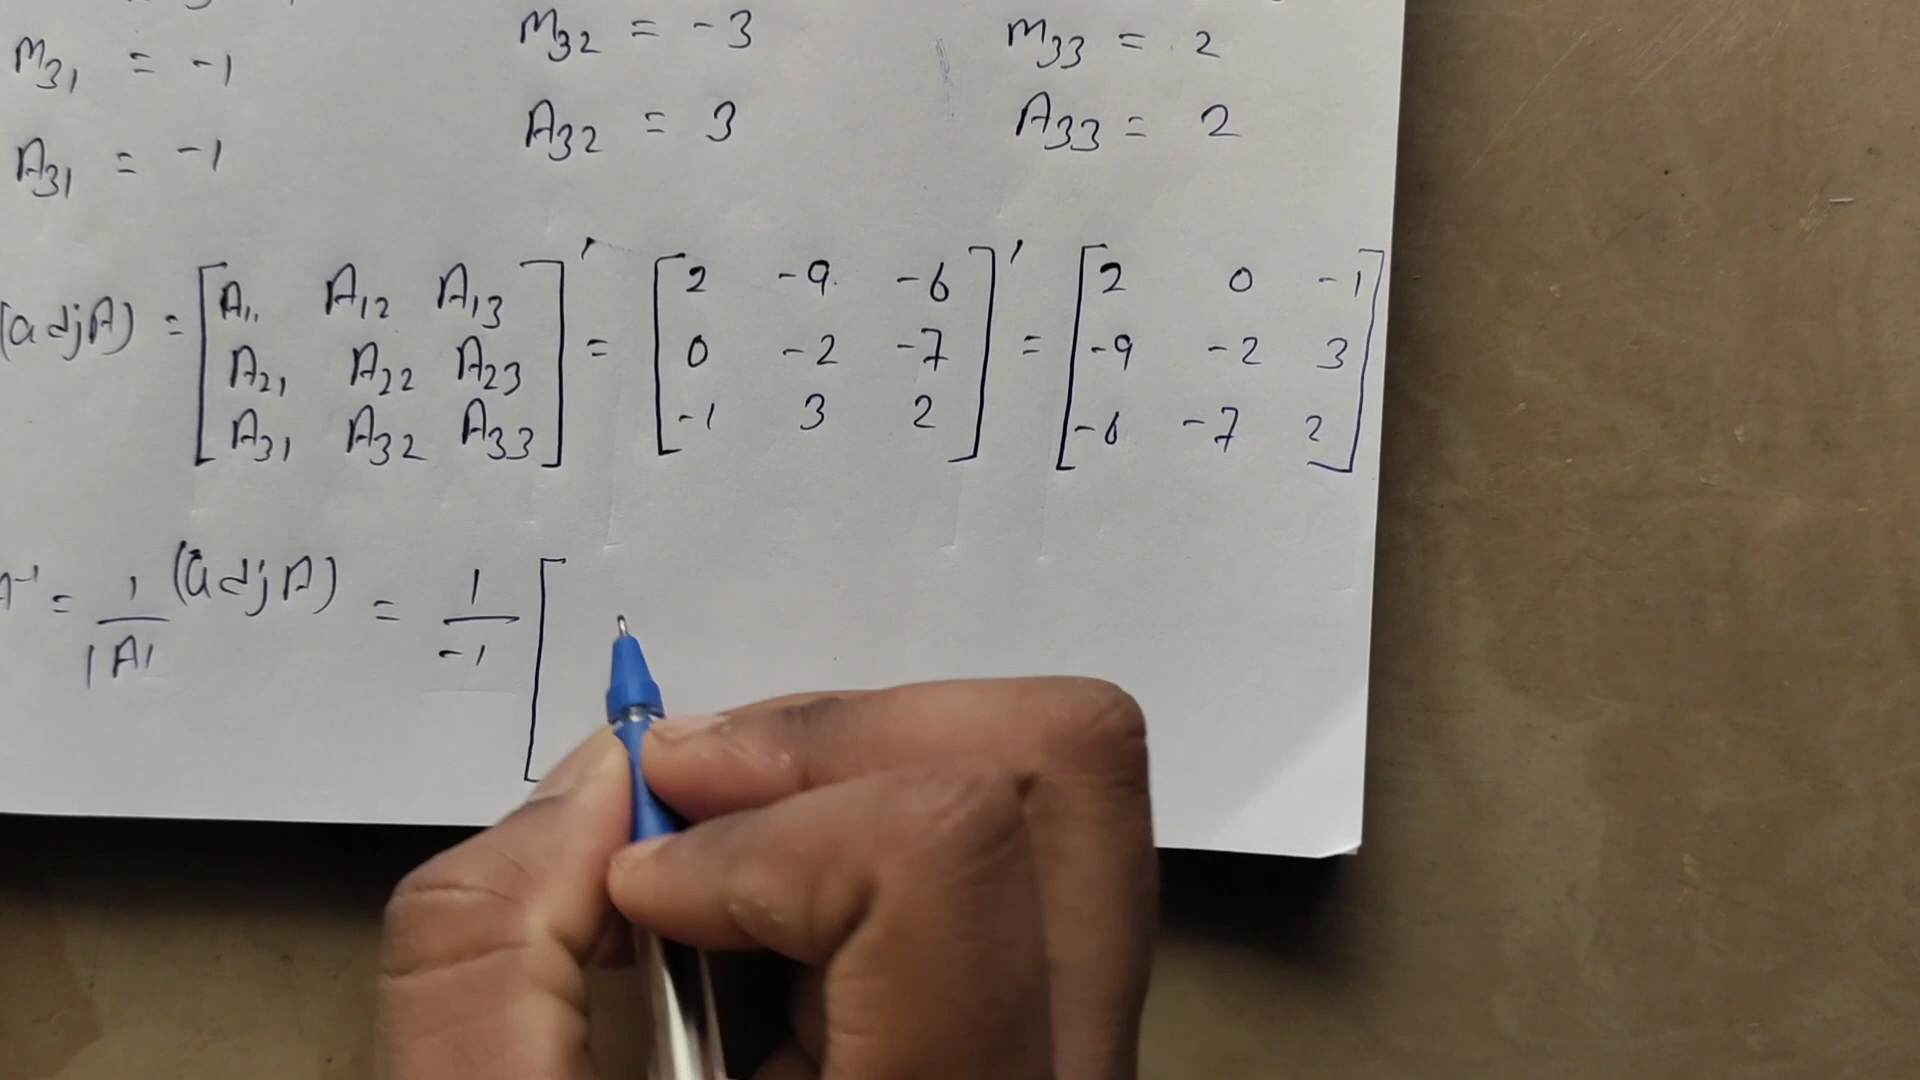 M31 = -1 M32 = -3 M33 = 2
A31 = -1 A32 = 3 A33 = 2
(adjA) = [A11 A12 A13]' = [2 -9 -6]' = [2 0 -1]
[A21 A22 A23] [0 -2 -7] [-9 -2 3]
[A31 A32 A33] [-1 3 2] [-6 -7 2]
A-1 = 1/|A| (adjA) = 1/-1 [